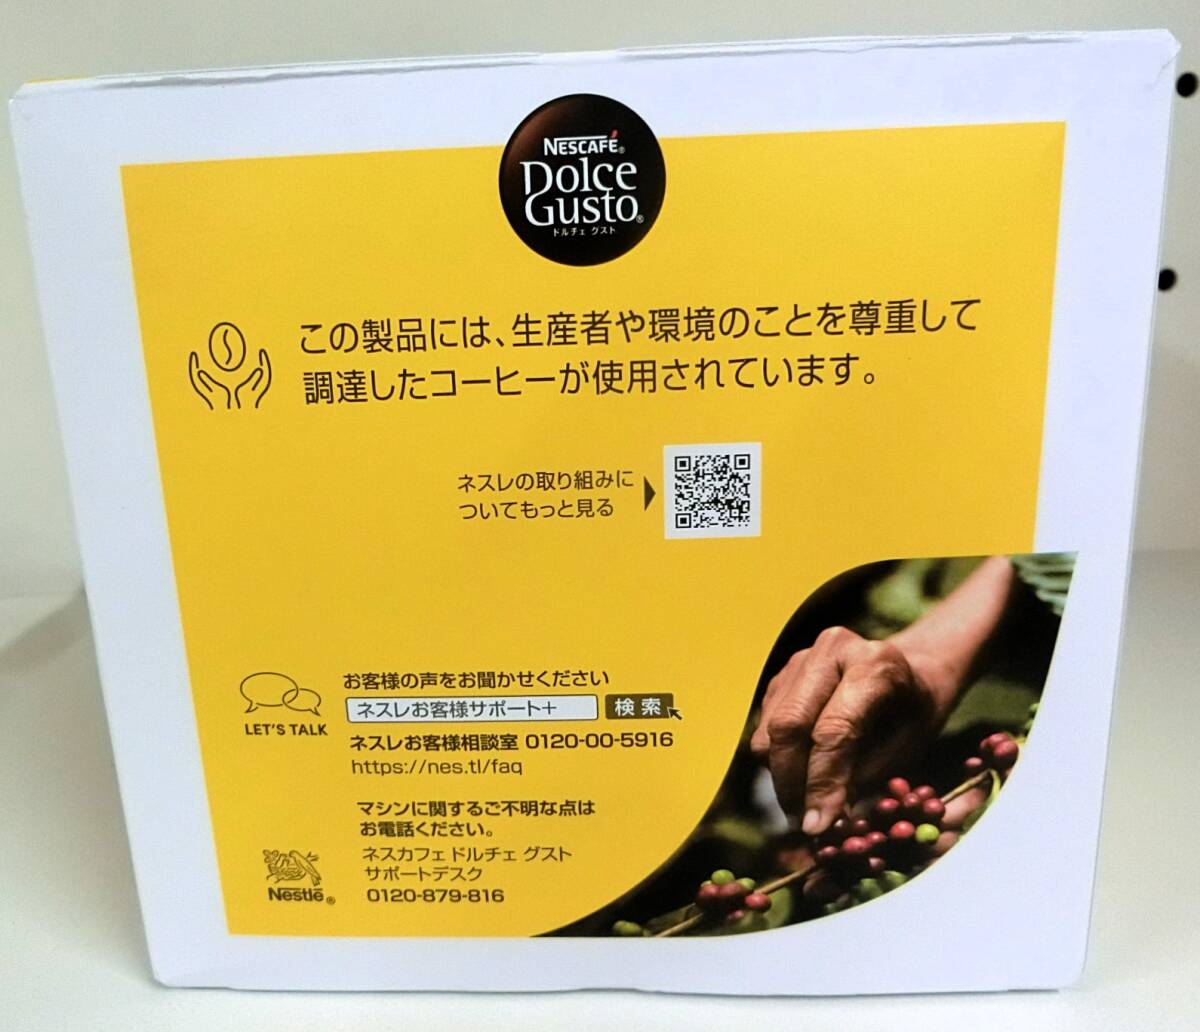 NESCAFÉ®
Dolce
Gusto®
ドルチェ グスト
この製品には、生産者や環境のことを尊重して
調達したコーヒーが使用されています。
ネスレの取り組みに
ついてもっと見る
お客様の声をお聞かせください
ネスレお客様サポート+ 検索
LET'S TALK
ネスレお客様相談室 0120-00-5916
https://nes.tl/faq
マシンに関するご不明な点は
お電話ください。
ネスカフェ ドルチェ グスト
サポートデスク
0120-879-816
Nestlé®